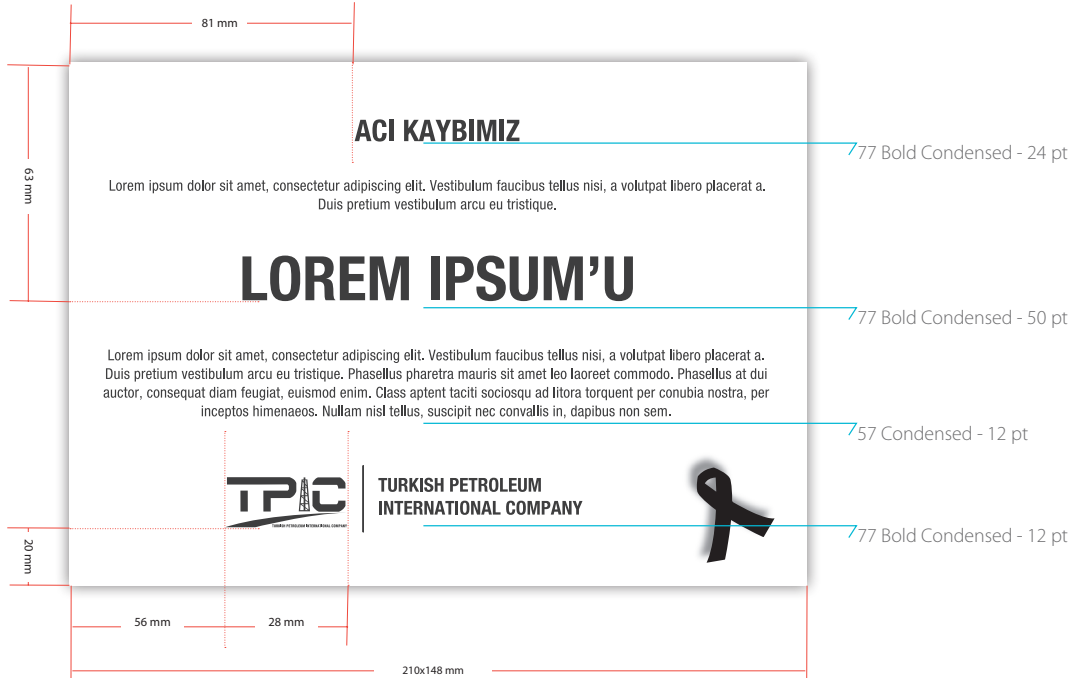 81 mm
63 mm
ACI KAYBIMIZ
77 Bold Condensed - 24 pt
Lorem ipsum dolor sit amet, consectetur adipiscing elit. Vestibulum faucibus tellus nisi, a volutpat libero placerat a.
Duis pretium vestibulum arcu eu tristique.
LOREM IPSUM’U
77 Bold Condensed - 50 pt
Lorem ipsum dolor sit amet, consectetur adipiscing elit. Vestibulum faucibus tellus nisi, a volutpat libero placerat a.
Duis pretium vestibulum arcu eu tristique. Phasellus pharetra mauris sit amet leo laoreet commodo. Phasellus at dui
auctor, consequat diam feugiat, euismod enim. Class aptent taciti sociosqu ad litora torquent per conubia nostra, per
inceptos himenaeos. Nullam nisl tellus, suscipit nec convallis in, dapibus non sem.
57 Condensed - 12 pt
TPIC
TURKISH PETROLEUM INTERNATIONAL COMPANY
TURKISH PETROLEUM
INTERNATIONAL COMPANY
77 Bold Condensed - 12 pt
20 mm
56 mm
28 mm
210x148 mm